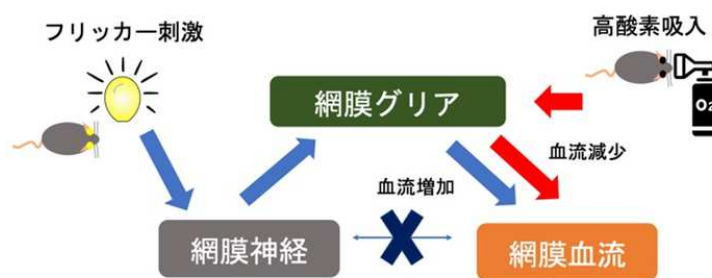 フリッカー刺激
高酸素吸入
O₂
網膜グリア
血流減少
血流増加
網膜神経
網膜血流